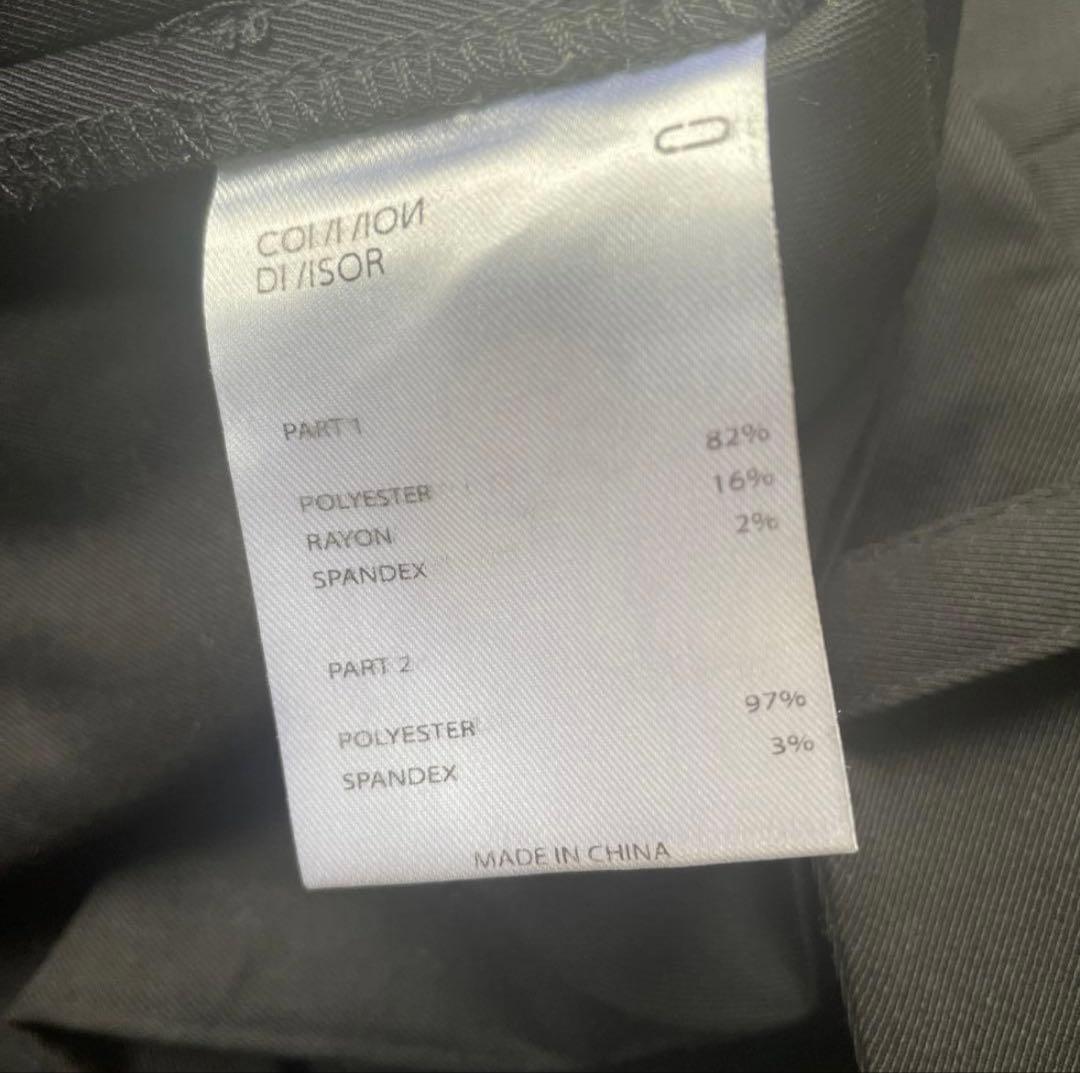 COMMON
DIVISOR
PART 1
82%
POLYESTER 16%
RAYON 2%
SPANDEX
PART 2
97%
POLYESTER 3%
SPANDEX
MADE IN CHINA